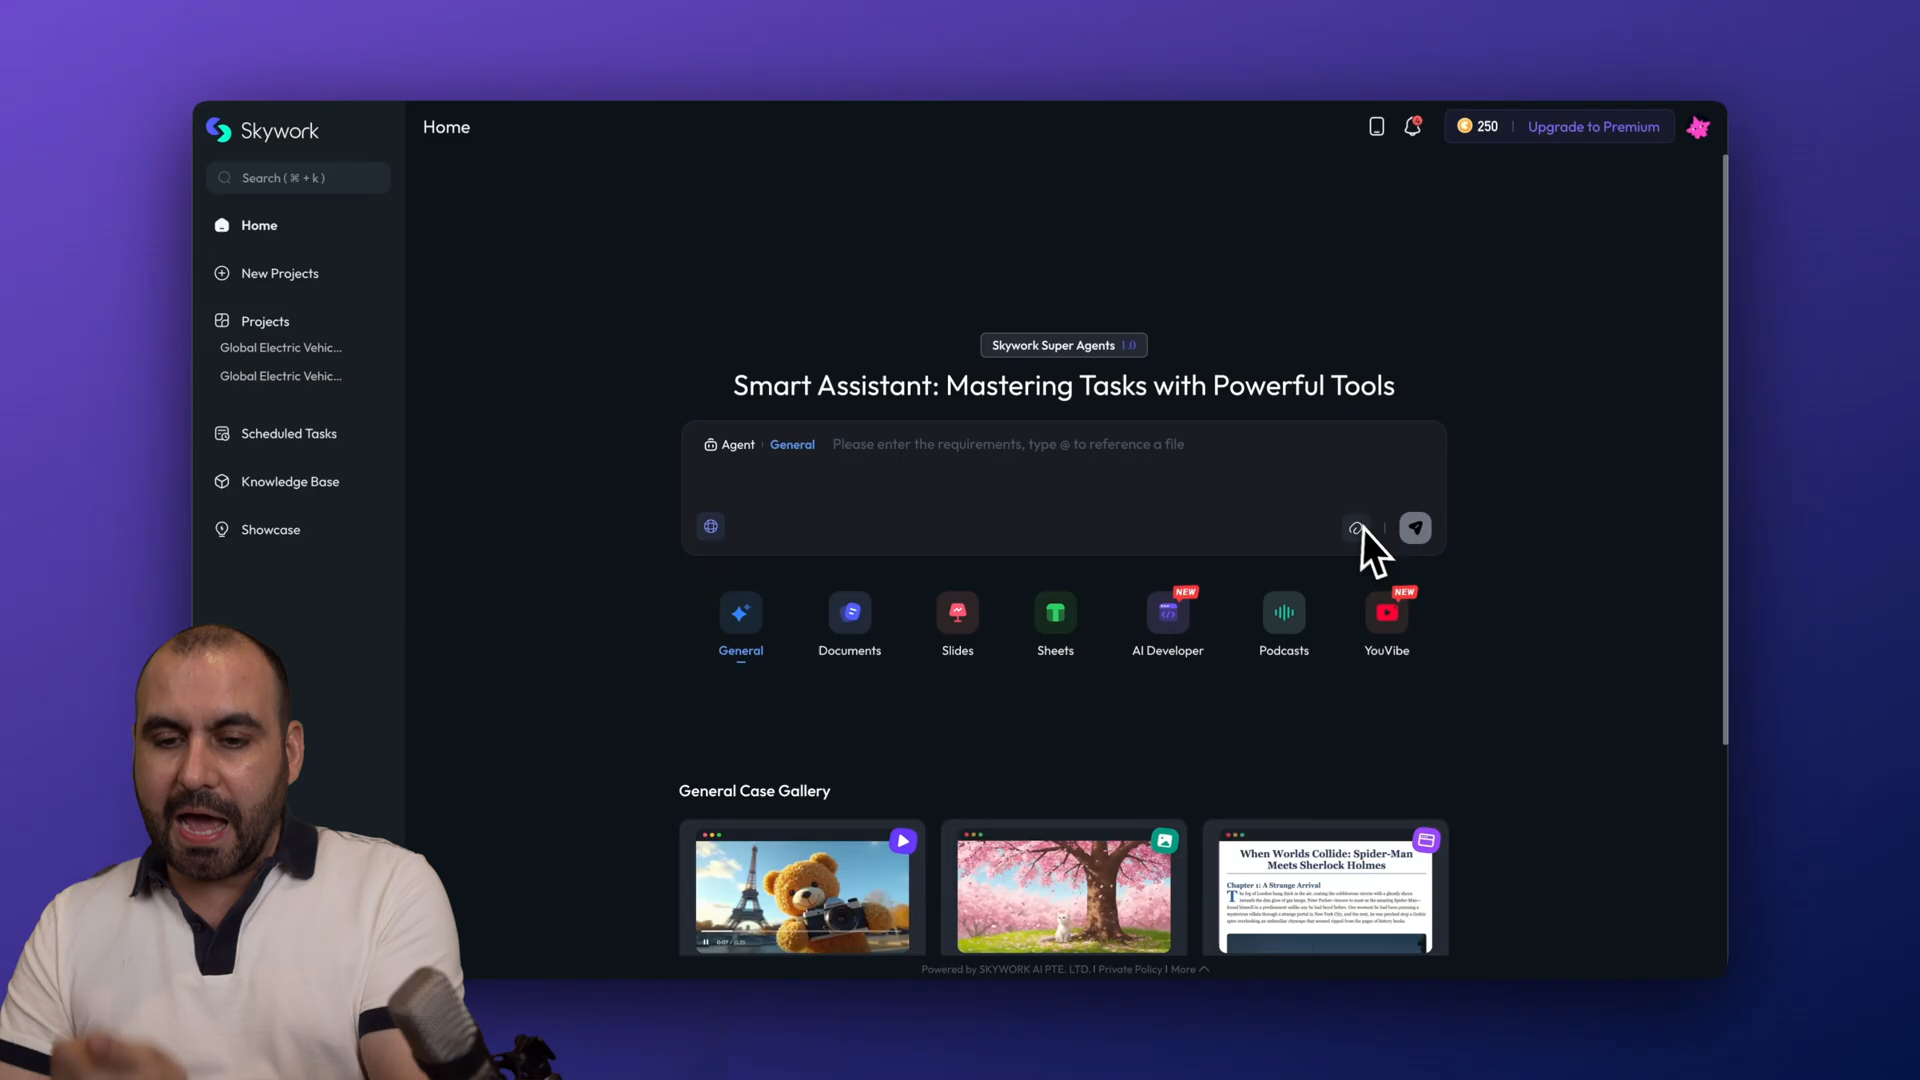 Skywork
Home
250
Upgrade to Premium
Search ( ⌘ + k )
Home
New Projects
Projects
Global Electric Vehic...
Global Electric Vehic...
Scheduled Tasks
Knowledge Base
Showcase
Skywork Super Agents 1.0
Smart Assistant: Mastering Tasks with Powerful Tools
Agent
General
Please enter the requirements, type @ to reference a file
NEW
NEW
General
Documents
Slides
Sheets
AI Developer
Podcasts
YouVibe
General Case Gallery
When Worlds Collide: Spider-Man
Meets Sherlock Holmes
Chapter 1: A Strange Arrival
Powered by SKYWORK AI PTE. LTD. | Private Policy | More